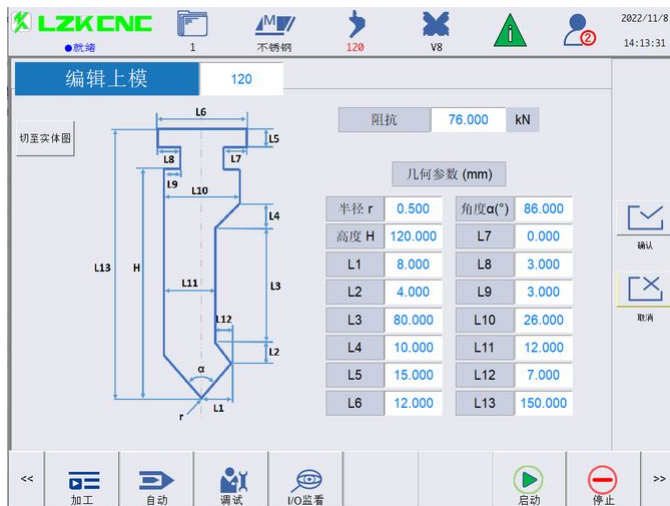 LZK CNC
●就绪
1
不锈钢
120
V8
2
2022/11/8
14:13:31
编辑上模
120
切至实体图
L6
L5
L8
L7
L9
L10
L4
L13
H
L11
L3
L12
L2
α
L1
r
阻抗 76.000 kN
几何参数 (mm)
半径 r 0.500 角度α(°) 86.000
高度 H 120.000 L7 0.000
L1 8.000 L8 3.000
L2 4.000 L9 3.000
L3 80.000 L10 26.000
L4 10.000 L11 12.000
L5 15.000 L12 7.000
L6 12.000 L13 150.000
确认
取消
<<
加工
自动
调试
I/O监看
启动
停止
>>